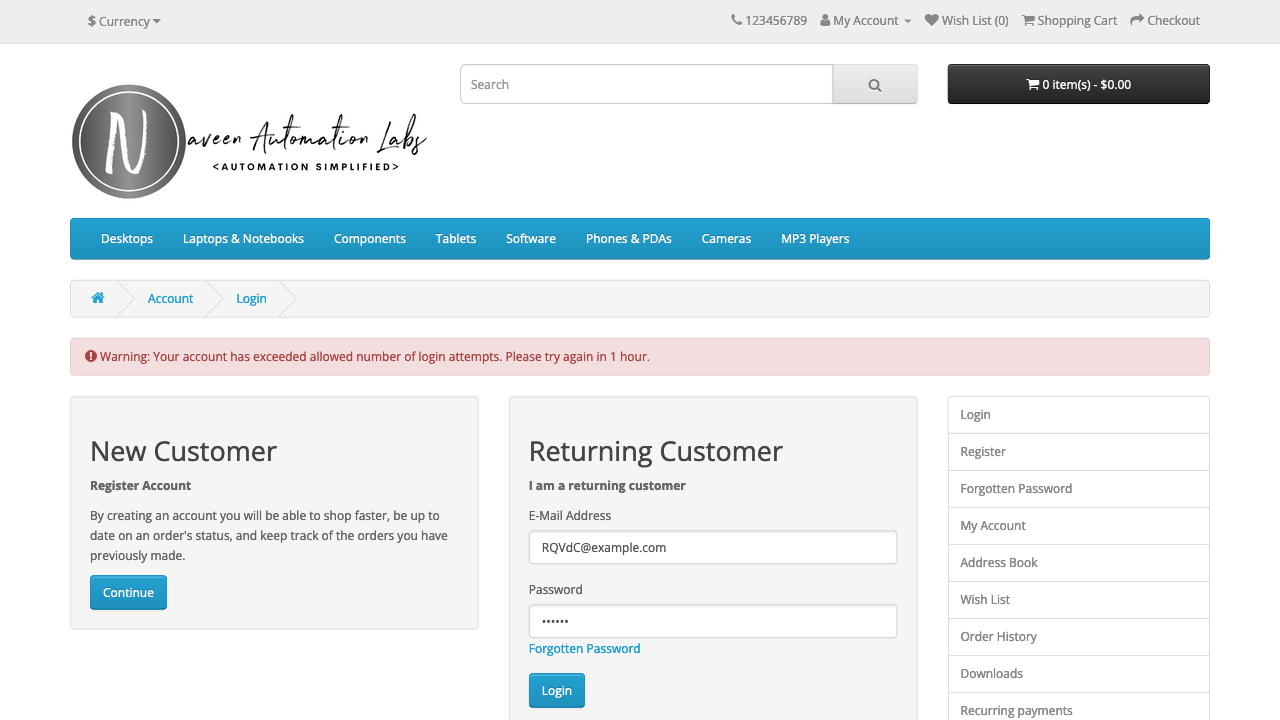 $ Currency
123456789 My Account Wish List (0) Shopping Cart Checkout
Search
0 item(s) - $0.00
N
aveen Automation Labs
<AUTOMATION SIMPLIFIED>
Desktops Laptops & Notebooks Components Tablets Software Phones & PDAs Cameras MP3 Players
Account Login
Warning: Your account has exceeded allowed number of login attempts. Please try again in 1 hour.
New Customer
Register Account
By creating an account you will be able to shop faster, be up to
date on an order's status, and keep track of the orders you have
previously made.
Continue
Returning Customer
I am a returning customer
E-Mail Address
RQVdC@example.com
Password
••••••
Forgotten Password
Login
Login
Register
Forgotten Password
My Account
Address Book
Wish List
Order History
Downloads
Recurring payments